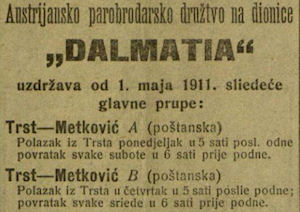 Austrijansko parobrodarsko družtvo na dionice
„DALMATIA“
uzdržava od 1. maja 1911. sliedeće
glavne prupe:
Trst—Metković A (poštanska)
Polazak iz Trsta ponedjeljak u 5 sati posl. odne
povratak svake subote u 6 sati prije podne.
Trst—Metković B (poštanska)
Polazak iz Trsta u četvrtak u 5 sati poslie podne;
povratak svake sriede u 6 sati prije podne.